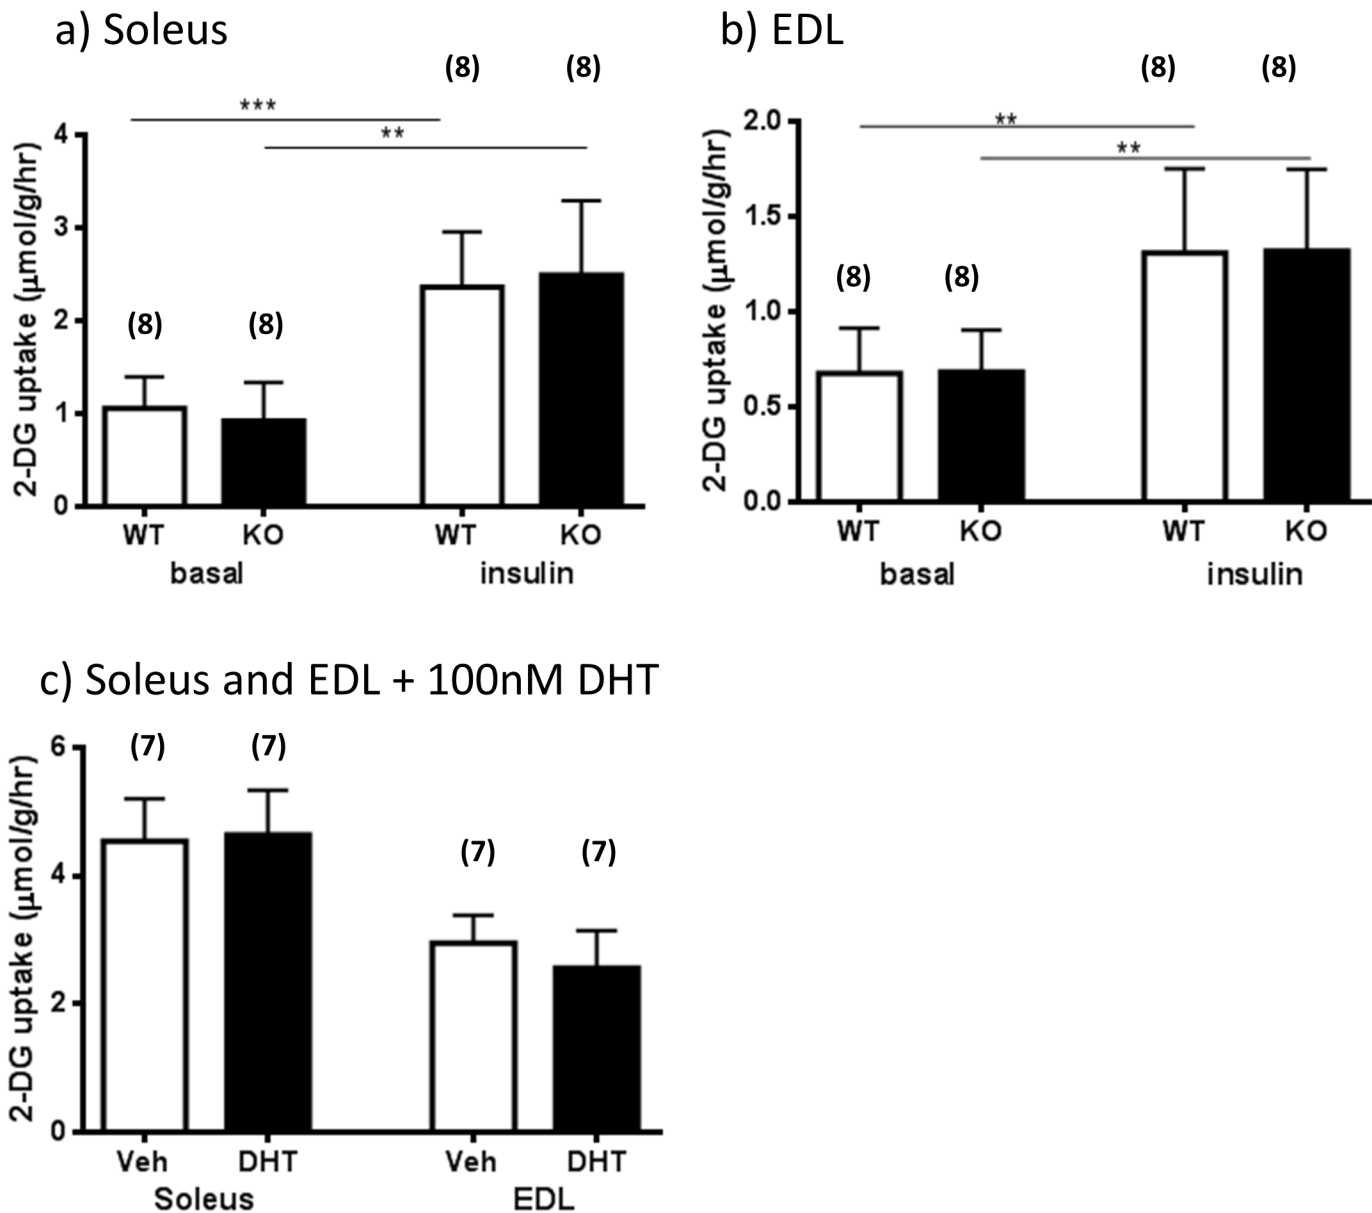 a) Soleus
(8) (8)
***
**
4
3
2
1
0
2-DG uptake (μmol/g/hr)
(8) (8)
WT KO WT KO
basal insulin
b) EDL
(8) (8)
**
**
2.0
1.5
1.0
0.5
0.0
2-DG uptake (μmol/g/hr)
(8) (8)
WT KO WT KO
basal insulin
c) Soleus and EDL + 100nM DHT
6
4
2
0
2-DG uptake (μmol/g/hr)
(7) (7)
(7) (7)
Veh DHT Veh DHT
Soleus EDL